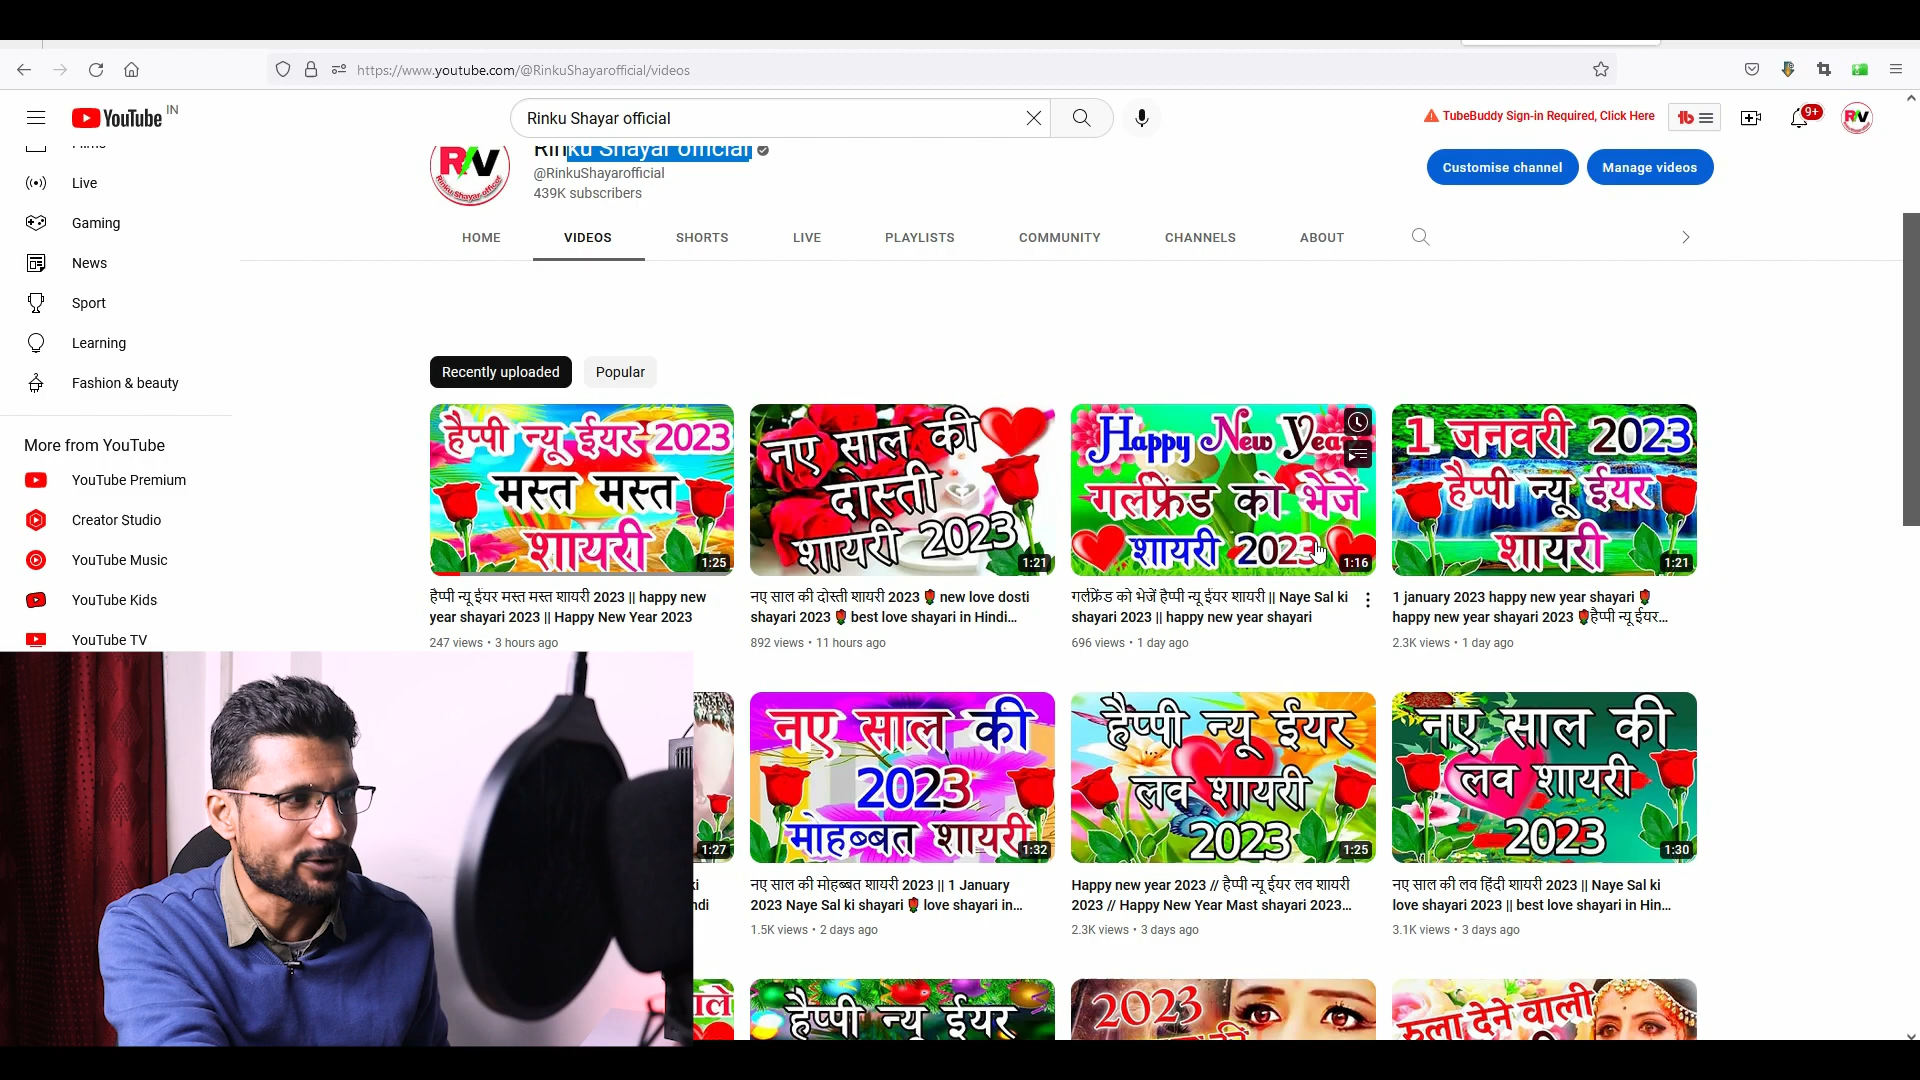 https://www.youtube.com/@RinkuShayarofficial/videos
YouTube IN
Rinku Shayar official
TubeBuddy Sign-in Required, Click Here
tb
9+
RV
RV
Rinku Shayar official
@RinkuShayarofficial
439K subscribers
Customise channel
Manage videos
HOME
VIDEOS
SHORTS
LIVE
PLAYLISTS
COMMUNITY
CHANNELS
ABOUT
Films
Live
Gaming
News
Sport
Learning
Fashion & beauty
More from YouTube
YouTube Premium
Creator Studio
YouTube Music
YouTube Kids
YouTube TV
Recently uploaded
Popular
हैप्पी न्यू ईयर 2023
मस्त मस्त
शायरी
1:25
हैप्पी न्यू ईयर मस्त मस्त शायरी 2023 || happy new
year shayari 2023 || Happy New Year 2023
247 views • 3 hours ago
नए साल की
दोस्ती
शायरी 2023
1:21
नए साल की दोस्ती शायरी 2023🌹new love dosti
shayari 2023🌹best love shayari in Hindi...
892 views • 11 hours ago
Happy New Year
गर्लफ्रेंड को भेजें
शायरी 2023
1:16
गर्लफ्रेंड को भेजें हैप्पी न्यू ईयर शायरी || Naye Sal ki
shayari 2023 || happy new year shayari
696 views • 1 day ago
1 जनवरी 2023
हैप्पी न्यू ईयर
शायरी
1:21
1 january 2023 happy new year shayari🌹
happy new year shayari 2023🌹हैप्पी न्यू ईयर...
2.3K views • 1 day ago
1:27
ki
ndi
नए साल की
2023
मोहब्बत शायरी
1:32
नए साल की मोहब्बत शायरी 2023 || 1 January
2023 Naye Sal ki shayari🌹love shayari in...
1.5K views • 2 days ago
हैप्पी न्यू ईयर
लव शायरी
2023
1:25
Happy new year 2023 // हैप्पी न्यू ईयर लव शायरी
2023 // Happy New Year Mast shayari 2023...
2.3K views • 3 days ago
नए साल की
लव शायरी
2023
1:30
नए साल की लव हिंदी शायरी 2023 || Naye Sal ki
love shayari 2023 || best love shayari in Hin...
3.1K views • 3 days ago
हैप्पी न्यू ईयर
2023
रुला देने वाली